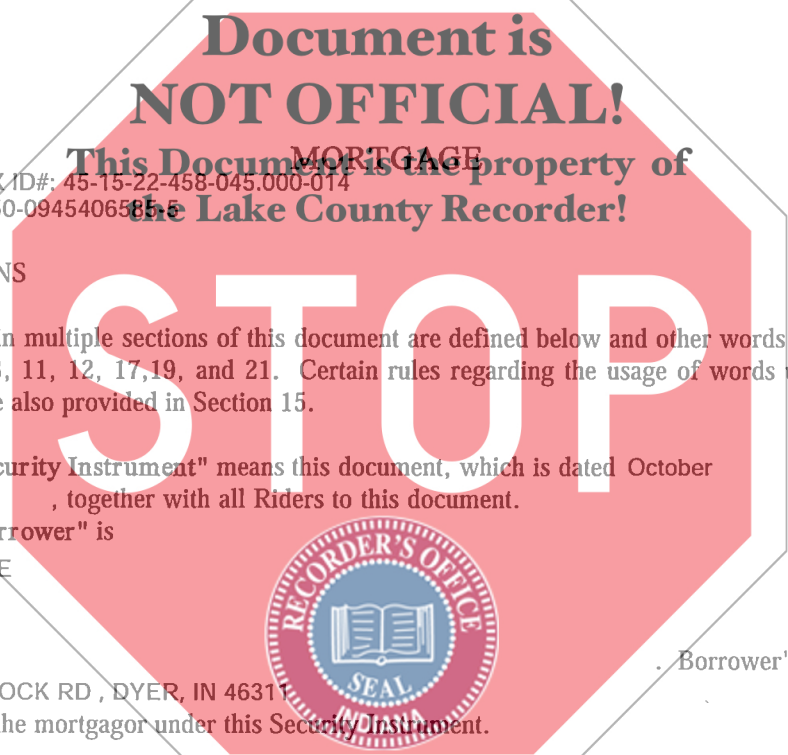 Document is
NOT OFFICIAL!
This Document is the property of
MORTGAGE
ID#: 45-15-22-458-045.000-014
the Lake County Recorder!
0-0945406585-5
NS
in multiple sections of this document are defined below and other words
, 11, 12, 17,19, and 21. Certain rules regarding the usage of words
also provided in Section 15.
STOP
curity Instrument" means this document, which is dated October
, together with all Riders to this document.
rrower" is
E
RECORDER'S OFFICE
SEAL
INDIANA
. Borrower'
OCK RD , DYER, IN 46311
he mortgagor under this Security Instrument.